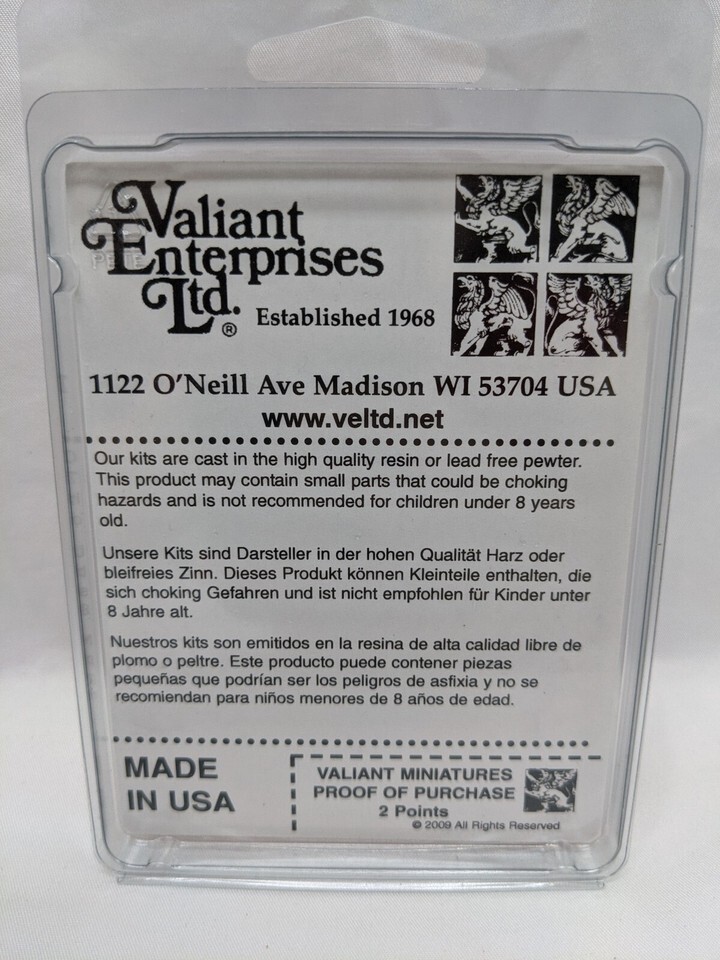 Valiant
Enterprises
Ltd.®
Established 1968
1122 O'Neill Ave Madison WI 53704 USA
www.veltd.net
Our kits are cast in the high quality resin or lead free pewter.
This product may contain small parts that could be choking
hazards and is not recommended for children under 8 years
old.
Unsere Kits sind Darsteller in der hohen Qualität Harz oder
bleifreies Zinn. Dieses Produkt können Kleinteile enthalten, die
sich choking Gefahren und ist nicht empfohlen für Kinder unter
8 Jahre alt.
Nuestros kits son emitidos en la resina de alta calidad libre de
plomo o peltre. Este producto puede contener piezas
pequeñas que podrían ser los peligros de asfixia y no se
recomiendan para niños menores de 8 años de edad.
MADE
IN USA
VALIANT MINIATURES
PROOF OF PURCHASE
2 Points
© 2009 All Rights Reserved